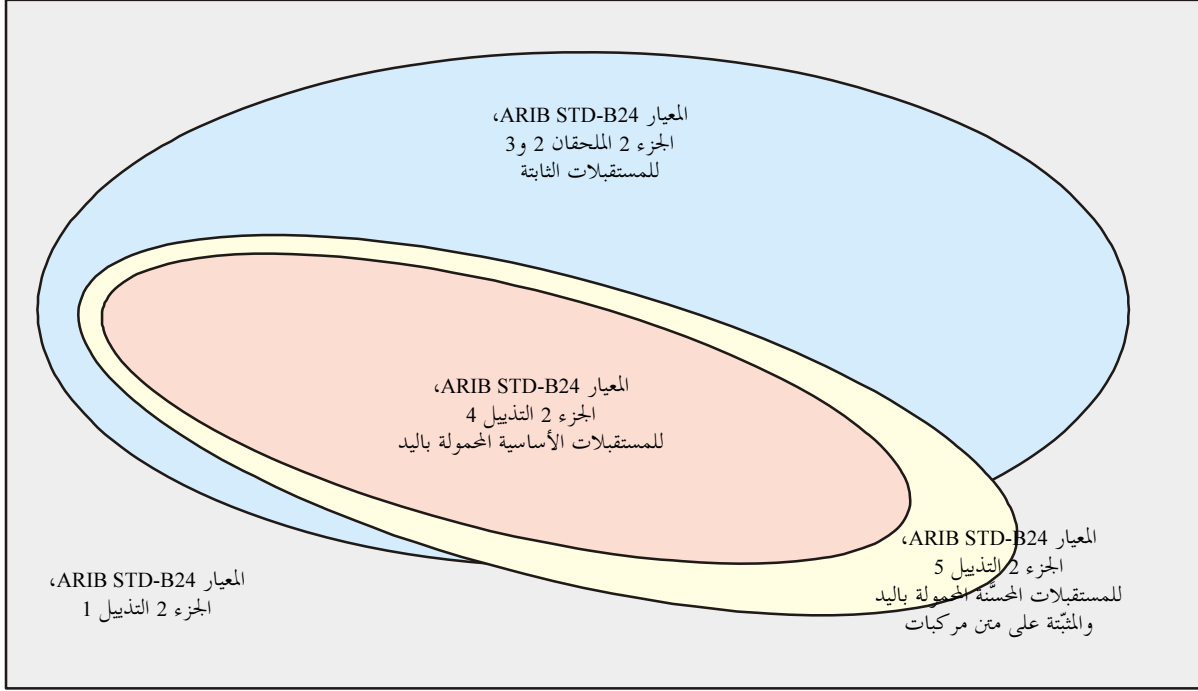 المعيار ARIB STD-B24،
الجزء 2 الملحقان 2 و3
للمستقبلات الثابتة
المعيار ARIB STD-B24،
الجزء 2 التذييل 4
للمستقبلات الأساسية المحمولة باليد
المعيار ARIB STD-B24،
الجزء 2 التذييل 5
للمستقبلات المحسَّنة المحمولة باليد
والمثبّتة على متن مركبات
المعيار ARIB STD-B24،
الجزء 2 التذييل 1